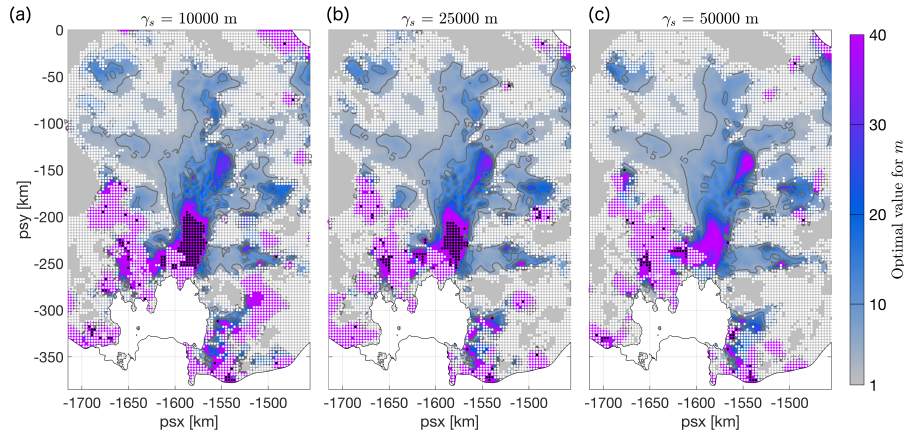 (a) γₛ = 10000 m (b) γₛ = 25000 m (c) γₛ = 50000 m
0 -50 -100 -150 -200 -250 -300 -350
psy [km]
40 30 20 10 1
Optimal value for m
-1700 -1650 -1600 -1550 -1500 -1700 -1650 -1600 -1550 -1500 -1700 -1650 -1600 -1550 -1500
psx [km] psx [km] psx [km]